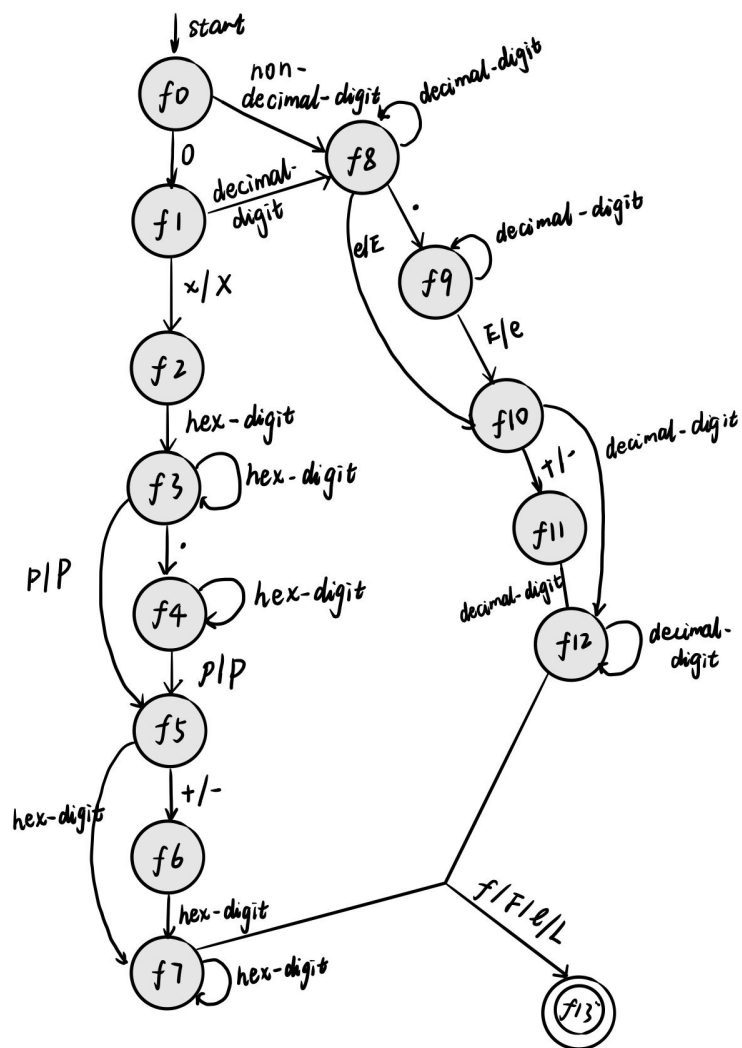 start
f0
non-
decimal-digit
decimal-digit
0
f8
f1
decimal-
digit
.
decimal-digit
e/E
f9
x/X
E/e
f2
f10
decimal-digit
hex-digit
+/-
f3
hex-digit
f11
.
p/P
f4
hex-digit
decimal-digit
p/P
f12
decimal-
digit
f5
+/-
hex-digit
f6
f/F/l/L
hex-digit
f7
hex-digit
f13